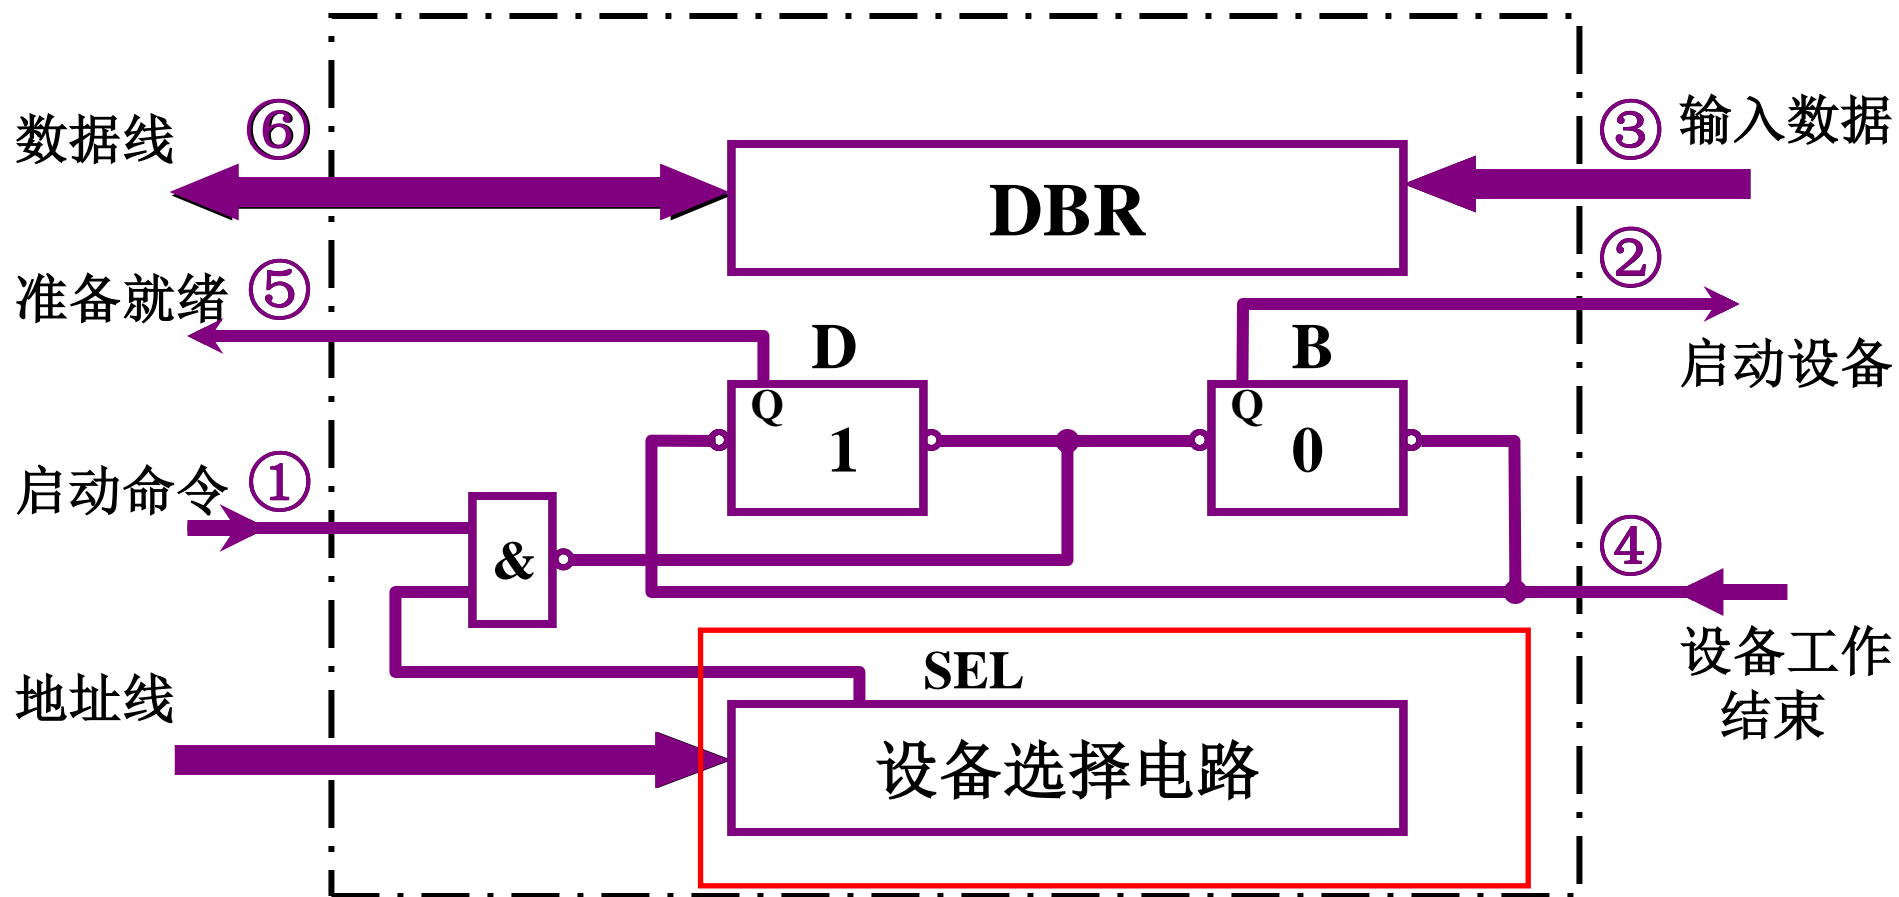 数据线
⑥
DBR
③
输入数据
准备就绪
⑤
②
启动设备
D
B
Q
1
Q
0
启动命令
①
&
④
设备工作
结束
SEL
地址线
设备选择电路